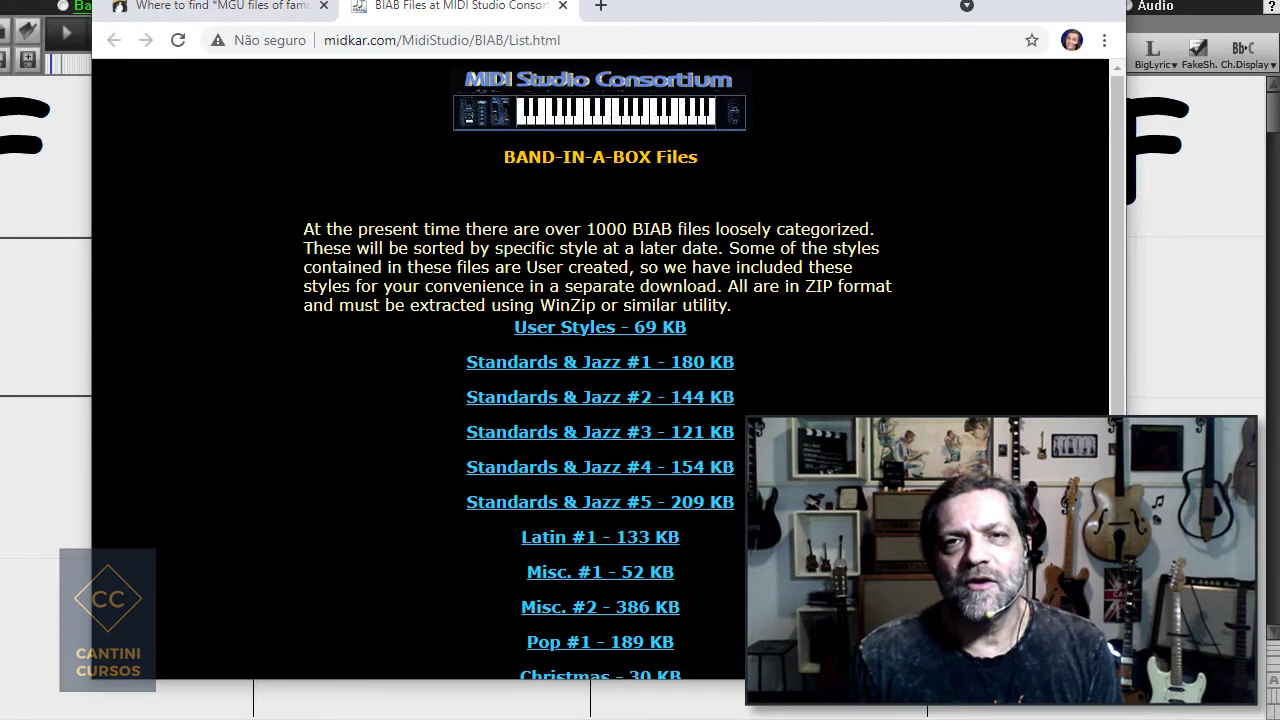 Ba
Where to find *MGU files of famo
BIAB Files at MIDI Studio Consor
Audio
Não seguro
midkar.com/MidiStudio/BIAB/List.html
BigLyric FakeSh. Ch.Display
MIDI Studio Consortium
BAND-IN-A-BOX Files
At the present time there are over 1000 BIAB files loosely categorized.
These will be sorted by specific style at a later date. Some of the styles
contained in these files are User created, so we have included these
styles for your convenience in a separate download. All are in ZIP format
and must be extracted using WinZip or similar utility.
User Styles - 69 KB
Standards & Jazz #1 - 180 KB
Standards & Jazz #2 - 144 KB
Standards & Jazz #3 - 121 KB
Standards & Jazz #4 - 154 KB
Standards & Jazz #5 - 209 KB
Latin #1 - 133 KB
Misc. #1 - 52 KB
Misc. #2 - 386 KB
Pop #1 - 189 KB
Christmas - 30 KB
CC
CANTINI
CURSOS